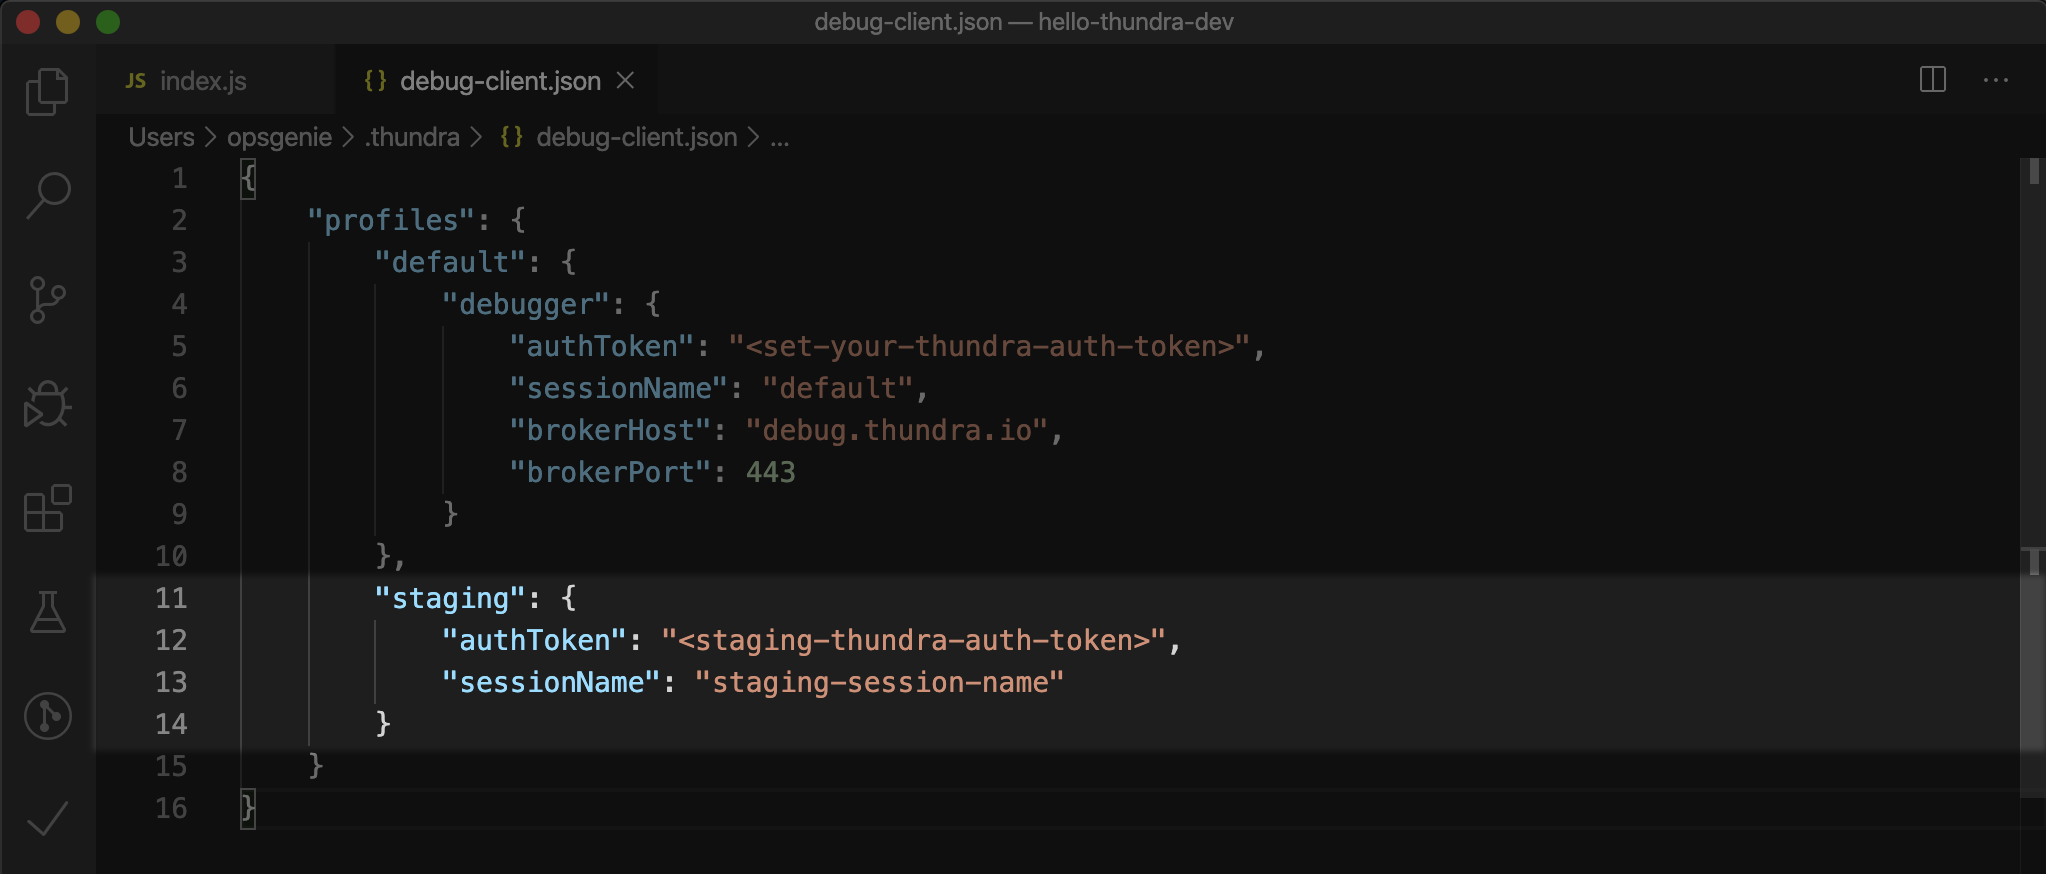 debug-client.json — hello-thundra-dev
JS index.js {} debug-client.json ×
Users > opsgenie > .thundra > {} debug-client.json > ...
1 {
2     "profiles": {
3         "default": {
4             "debugger": {
5                 "authToken": "<set-your-thundra-auth-token>",
6                 "sessionName": "default",
7                 "brokerHost": "debug.thundra.io",
8                 "brokerPort": 443
9             }
10         },
11         "staging": {
12             "authToken": "<staging-thundra-auth-token>",
13             "sessionName": "staging-session-name"
14         }
15     }
16 }